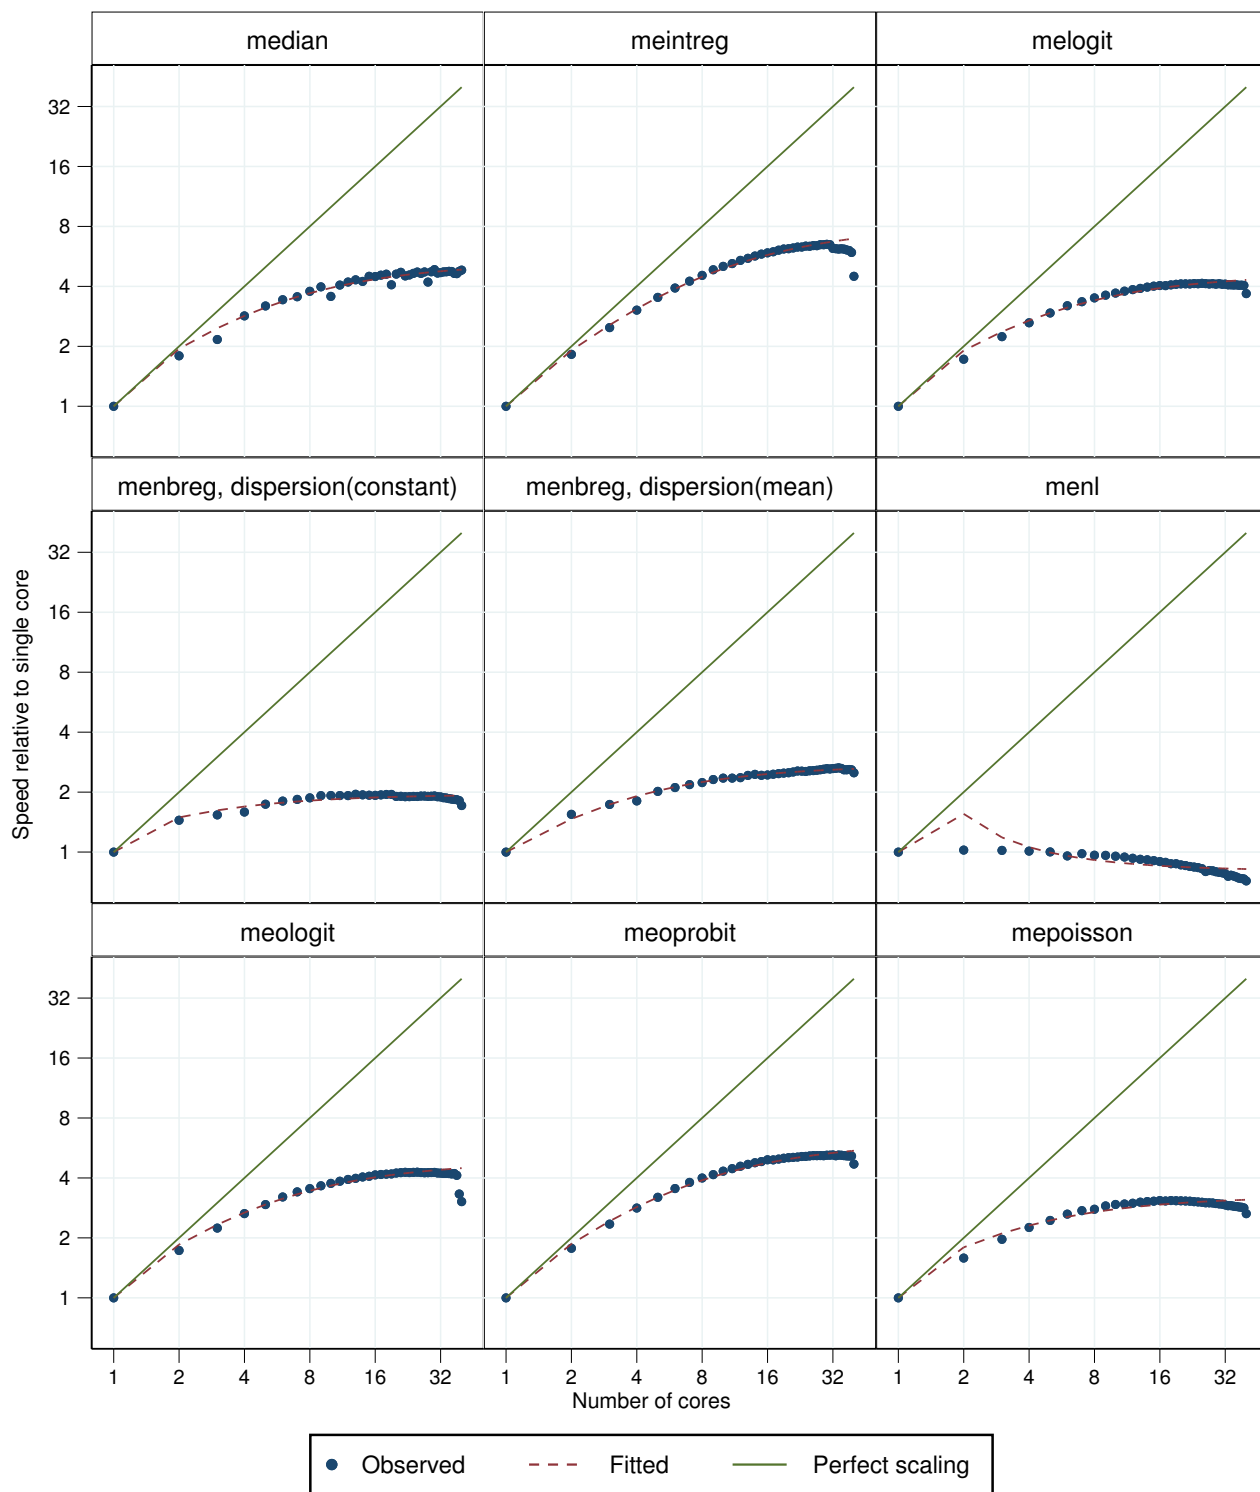 median meintreg melogit
32
16
8
4
2
1
menbreg, dispersion(constant) menbreg, dispersion(mean) menl
32
16
8
4
2
1
Speed relative to single core
meologit meoprobit mepoisson
32
16
8
4
2
1
1 2 4 8 16 32 1 2 4 8 16 32 1 2 4 8 16 32
Number of cores
Observed Fitted Perfect scaling